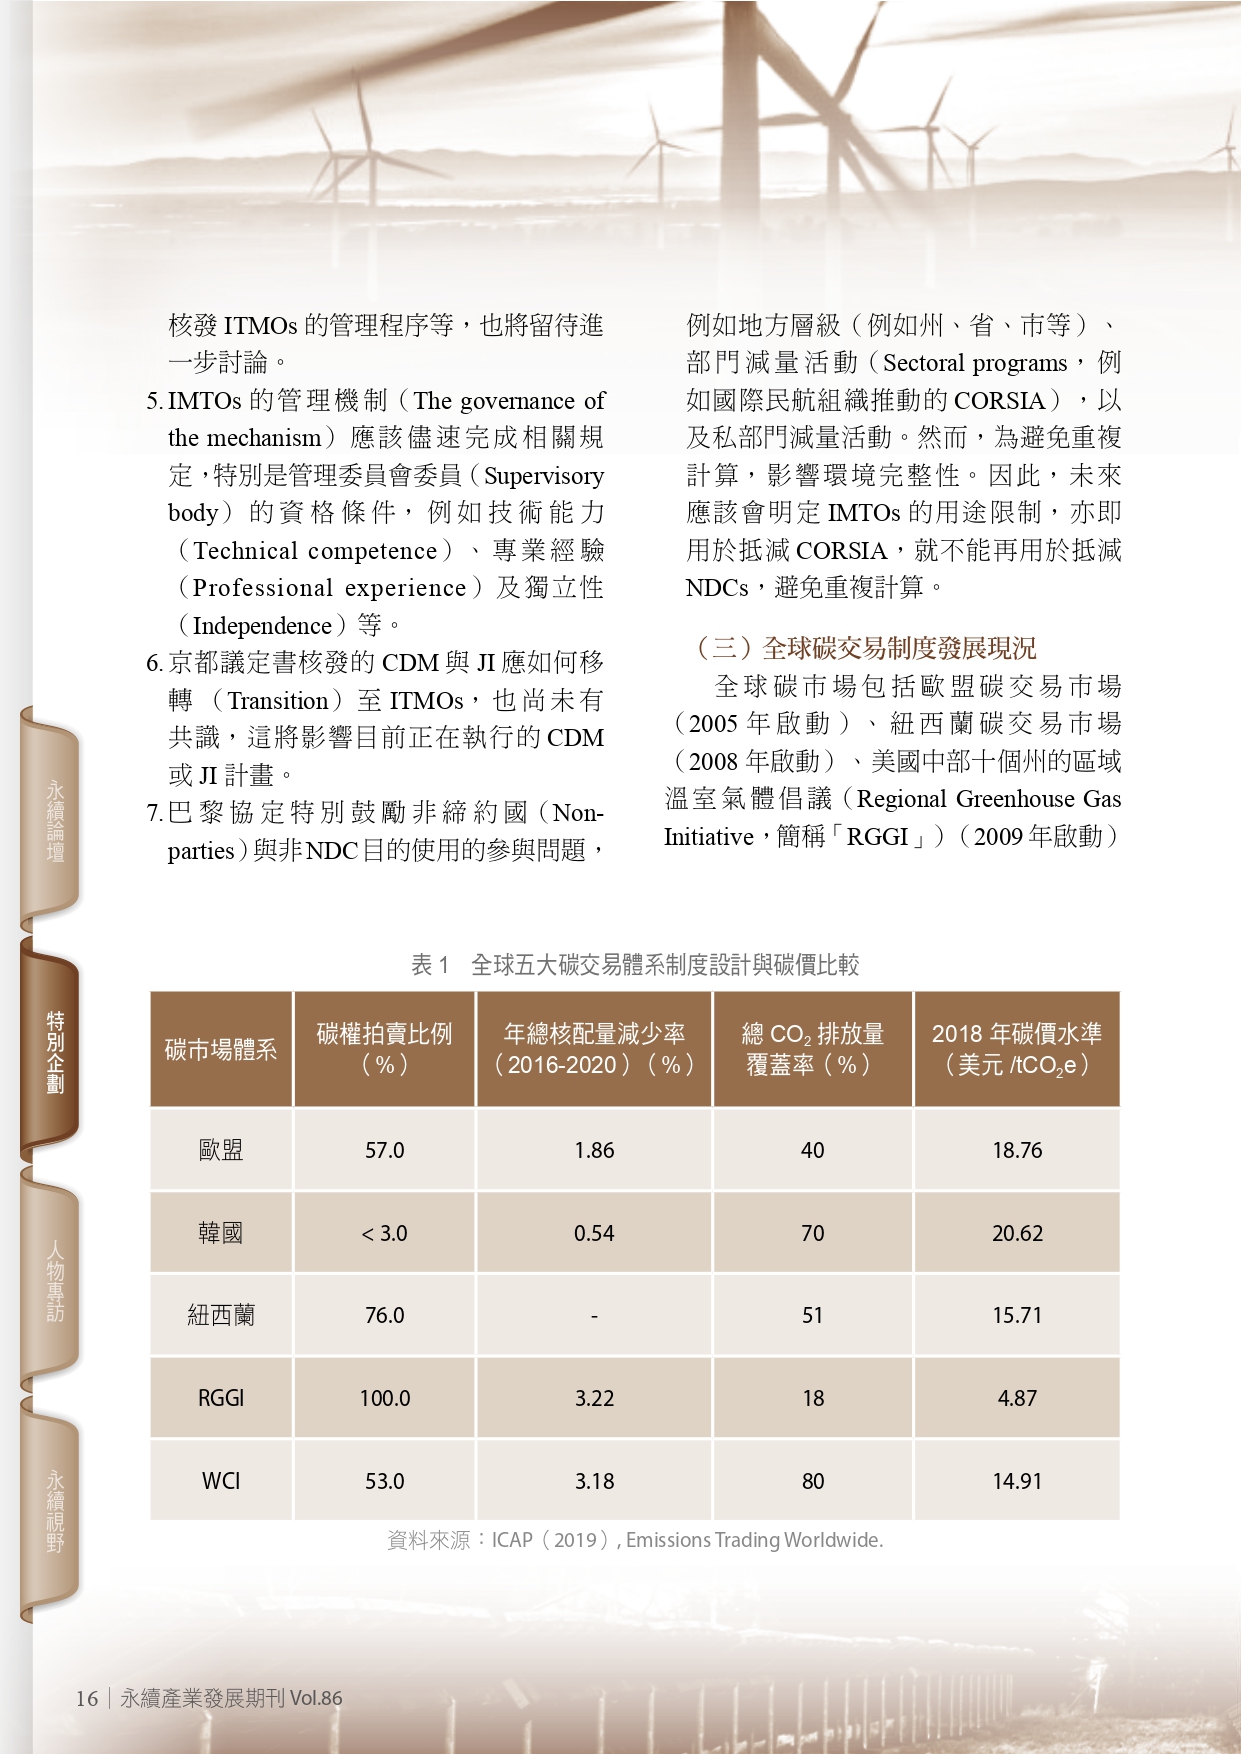 核發 ITMOs 的管理程序等，也將留待進
一步討論。
5. IMTOs 的管理機制（The governance of
the mechanism）應該儘速完成相關規
定，特別是管理委員會委員（Supervisory
body）的資格條件，例如技術能力
（Technical competence）、專業經驗
（Professional experience）及獨立性
（Independence）等。
6. 京都議定書核發的 CDM 與 JI 應如何移
轉（Transition）至 ITMOs，也尚未有
共識，這將影響目前正在執行的 CDM
或 JI 計畫。
7. 巴黎協定特別鼓勵非締約國（Non-
parties）與非NDC目的使用的參與問題，
例如地方層級（例如州、省、市等）、
部門減量活動（Sectoral programs，例
如國際民航組織推動的 CORSIA），以
及私部門減量活動。然而，為避免重複
計算，影響環境完整性。因此，未來
應該會明定 IMTOs 的用途限制，亦即
用於抵減 CORSIA，就不能再用於抵減
NDCs，避免重複計算。
（三）全球碳交易制度發展現況
全球碳市場包括歐盟碳交易市場
（2005 年啟動）、紐西蘭碳交易市場
（2008 年啟動）、美國中部十個州的區域
溫室氣體倡議（Regional Greenhouse Gas
Initiative，簡稱「RGGI」）（2009 年啟動）
永續論壇
特別企劃
人物專訪
永續視野
表 1 全球五大碳交易體系制度設計與碳價比較
碳市場體系 碳權拍賣比例（%） 年總核配量減少率（2016-2020）（%） 總 CO₂ 排放量覆蓋率（%） 2018 年碳價水準（美元 /tCO₂e）
歐盟 57.0 1.86 40 18.76
韓國 < 3.0 0.54 70 20.62
紐西蘭 76.0 - 51 15.71
RGGI 100.0 3.22 18 4.87
WCI 53.0 3.18 80 14.91
資料來源：ICAP（2019）, Emissions Trading Worldwide.
16 | 永續產業發展期刊 Vol.86